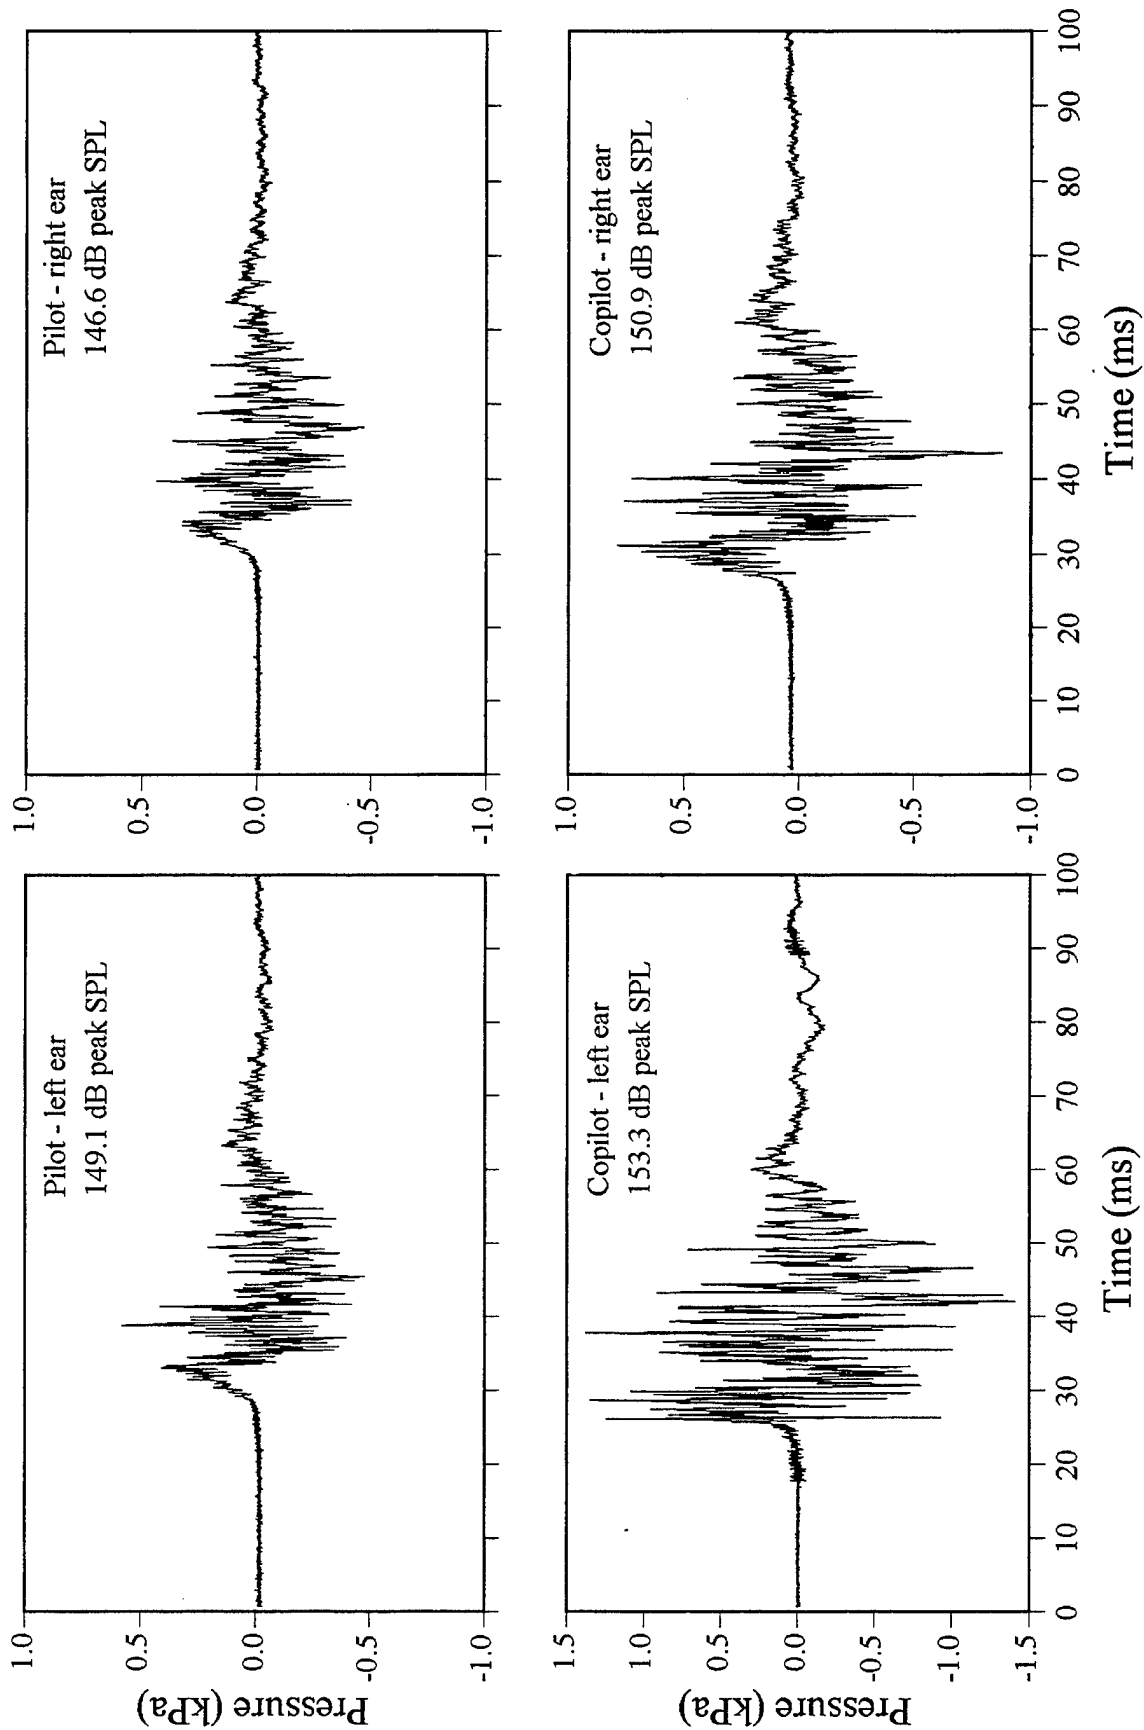 1.0
0.5
0.0
-0.5
-1.0
Pressure (kPa)
Pilot - left ear
149.1 dB peak SPL
1.0
0.5
0.0
-0.5
-1.0
Pilot - right ear
146.6 dB peak SPL
1.5
1.0
0.5
0.0
-0.5
-1.0
-1.5
Pressure (kPa)
Copilot - left ear
153.3 dB peak SPL
0 10 20 30 40 50 60 70 80 90 100
Time (ms)
1.0
0.5
0.0
-0.5
-1.0
Copilot - right ear
150.9 dB peak SPL
0 10 20 30 40 50 60 70 80 90 100
Time (ms)